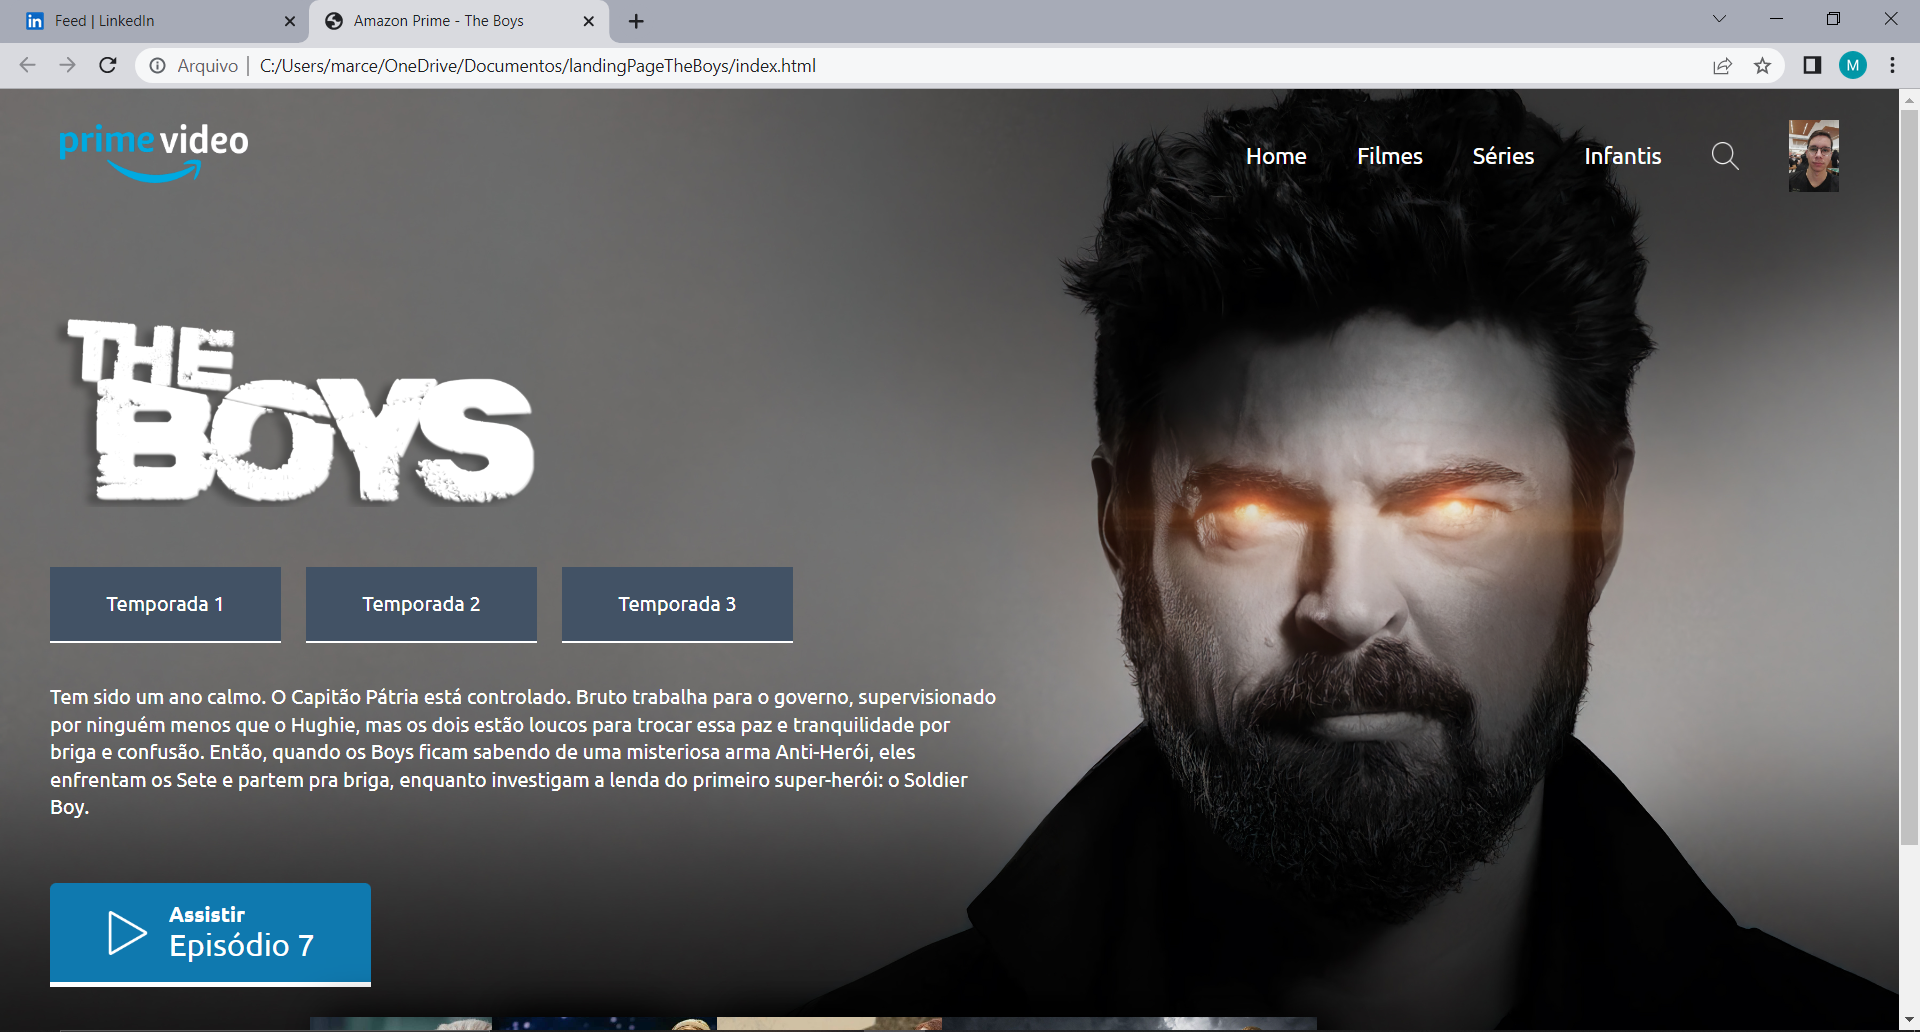 Feed | LinkedIn
Amazon Prime - The Boys
Arquivo | C:/Users/marce/OneDrive/Documentos/landingPageTheBoys/index.html
M
prime video
Home
Filmes
Séries
Infantis
THE
BOYS
Temporada 1
Temporada 2
Temporada 3
Tem sido um ano calmo. O Capitão Pátria está controlado. Bruto trabalha para o governo, supervisionado
por ninguém menos que o Hughie, mas os dois estão loucos para trocar essa paz e tranquilidade por
briga e confusão. Então, quando os Boys ficam sabendo de uma misteriosa arma Anti-Herói, eles
enfrentam os Sete e partem pra briga, enquanto investigam a lenda do primeiro super-herói: o Soldier
Boy.
Assistir
Episódio 7